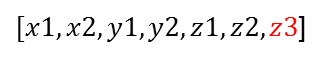 [x1, x2, y1, y2, z1, z2, z3]